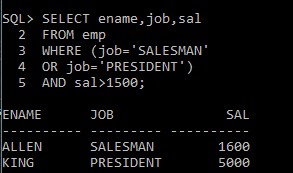 SQL> SELECT ename,job,sal
2 FROM emp
3 WHERE (job='SALESMAN'
4 OR job='PRESIDENT')
5 AND sal>1500;
ENAME JOB SAL
---------- --------- ----------
ALLEN SALESMAN 1600
KING PRESIDENT 5000